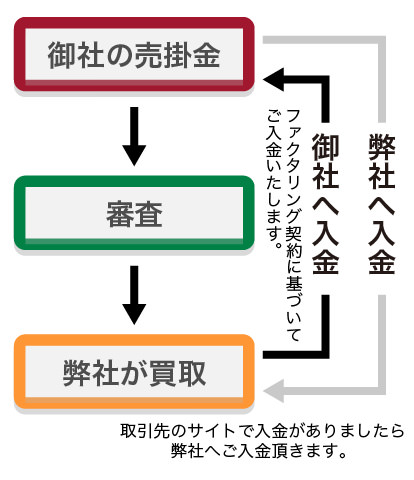 御社の売掛金
審査
弊社が買取
ファクタリング契約に基づいて
ご入金いたします。
御社へ入金
弊社へ入金
取引先のサイトで入金がありましたら
弊社へご入金頂きます。